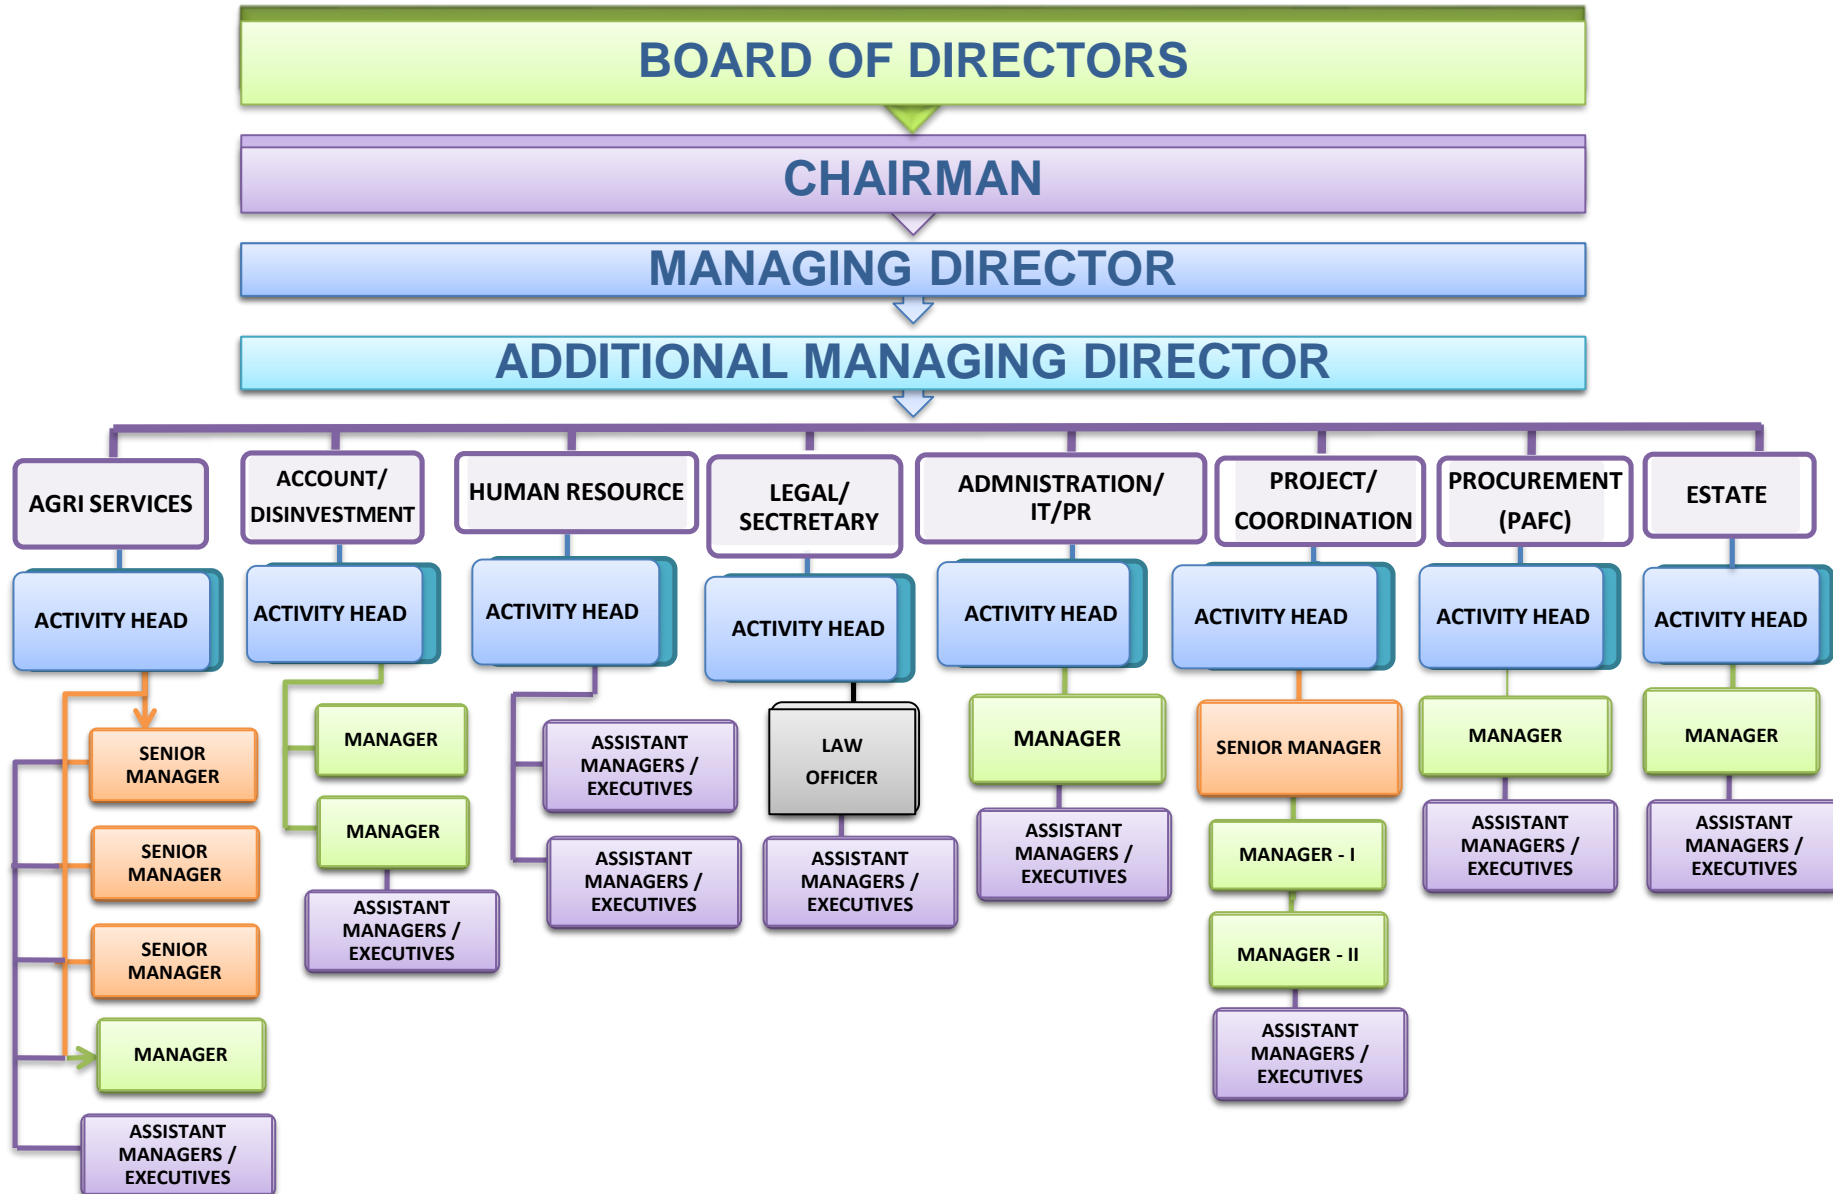 BOARD OF DIRECTORS
CHAIRMAN
MANAGING DIRECTOR
ADDITIONAL MANAGING DIRECTOR
AGRI SERVICES
ACCOUNT/
DISINVESTMENT
HUMAN RESOURCE
LEGAL/
SECTRETARY
ADMNISTRATION/
IT/PR
PROJECT/
COORDINATION
PROCUREMENT
(PAFC)
ESTATE
ACTIVITY HEAD
ACTIVITY HEAD
ACTIVITY HEAD
ACTIVITY HEAD
ACTIVITY HEAD
ACTIVITY HEAD
ACTIVITY HEAD
ACTIVITY HEAD
SENIOR
MANAGER
SENIOR
MANAGER
SENIOR
MANAGER
MANAGER
ASSISTANT
MANAGERS /
EXECUTIVES
MANAGER
MANAGER
ASSISTANT
MANAGERS /
EXECUTIVES
ASSISTANT
MANAGERS /
EXECUTIVES
ASSISTANT
MANAGERS /
EXECUTIVES
LAW
OFFICER
ASSISTANT
MANAGERS /
EXECUTIVES
MANAGER
ASSISTANT
MANAGERS /
EXECUTIVES
SENIOR MANAGER
MANAGER - I
MANAGER - II
ASSISTANT
MANAGERS /
EXECUTIVES
MANAGER
ASSISTANT
MANAGERS /
EXECUTIVES
MANAGER
ASSISTANT
MANAGERS /
EXECUTIVES